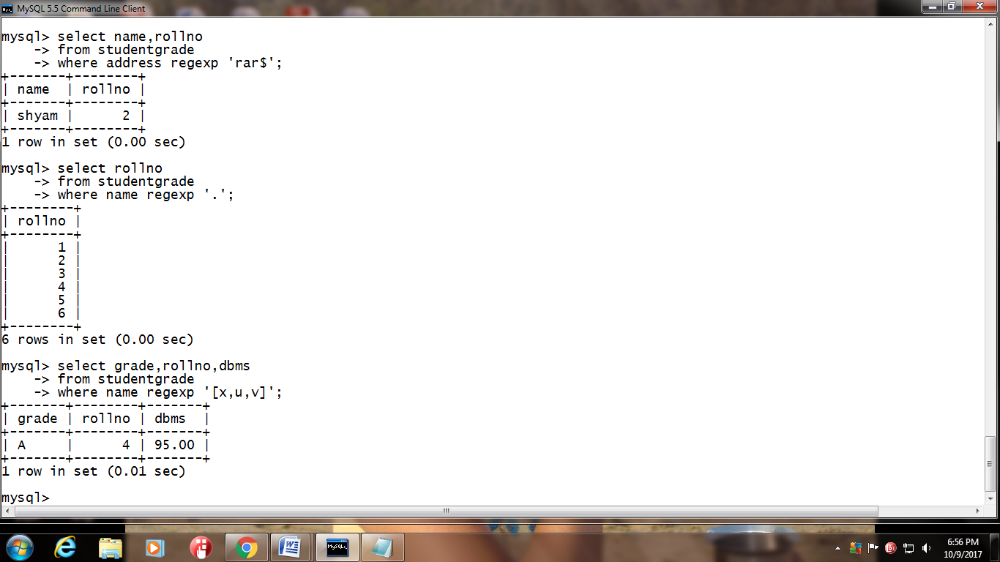 MySQL 5.5 Command Line Client
mysql> select name,rollno
    -> from studentgrade
    -> where address regexp 'rar$';
+-------+--------+
| name  | rollno |
+-------+--------+
| shyam |      2 |
+-------+--------+
1 row in set (0.00 sec)
mysql> select rollno
    -> from studentgrade
    -> where name regexp '.';
+--------+
| rollno |
+--------+
|      1 |
|      2 |
|      3 |
|      4 |
|      5 |
|      6 |
+--------+
6 rows in set (0.00 sec)
mysql> select grade,rollno,dbms
    -> from studentgrade
    -> where name regexp '[x,u,v]';
+-------+--------+-------+
| grade | rollno | dbms  |
+-------+--------+-------+
| A     |      4 | 95.00 |
+-------+--------+-------+
1 row in set (0.01 sec)
mysql>
6:56 PM
10/9/2017